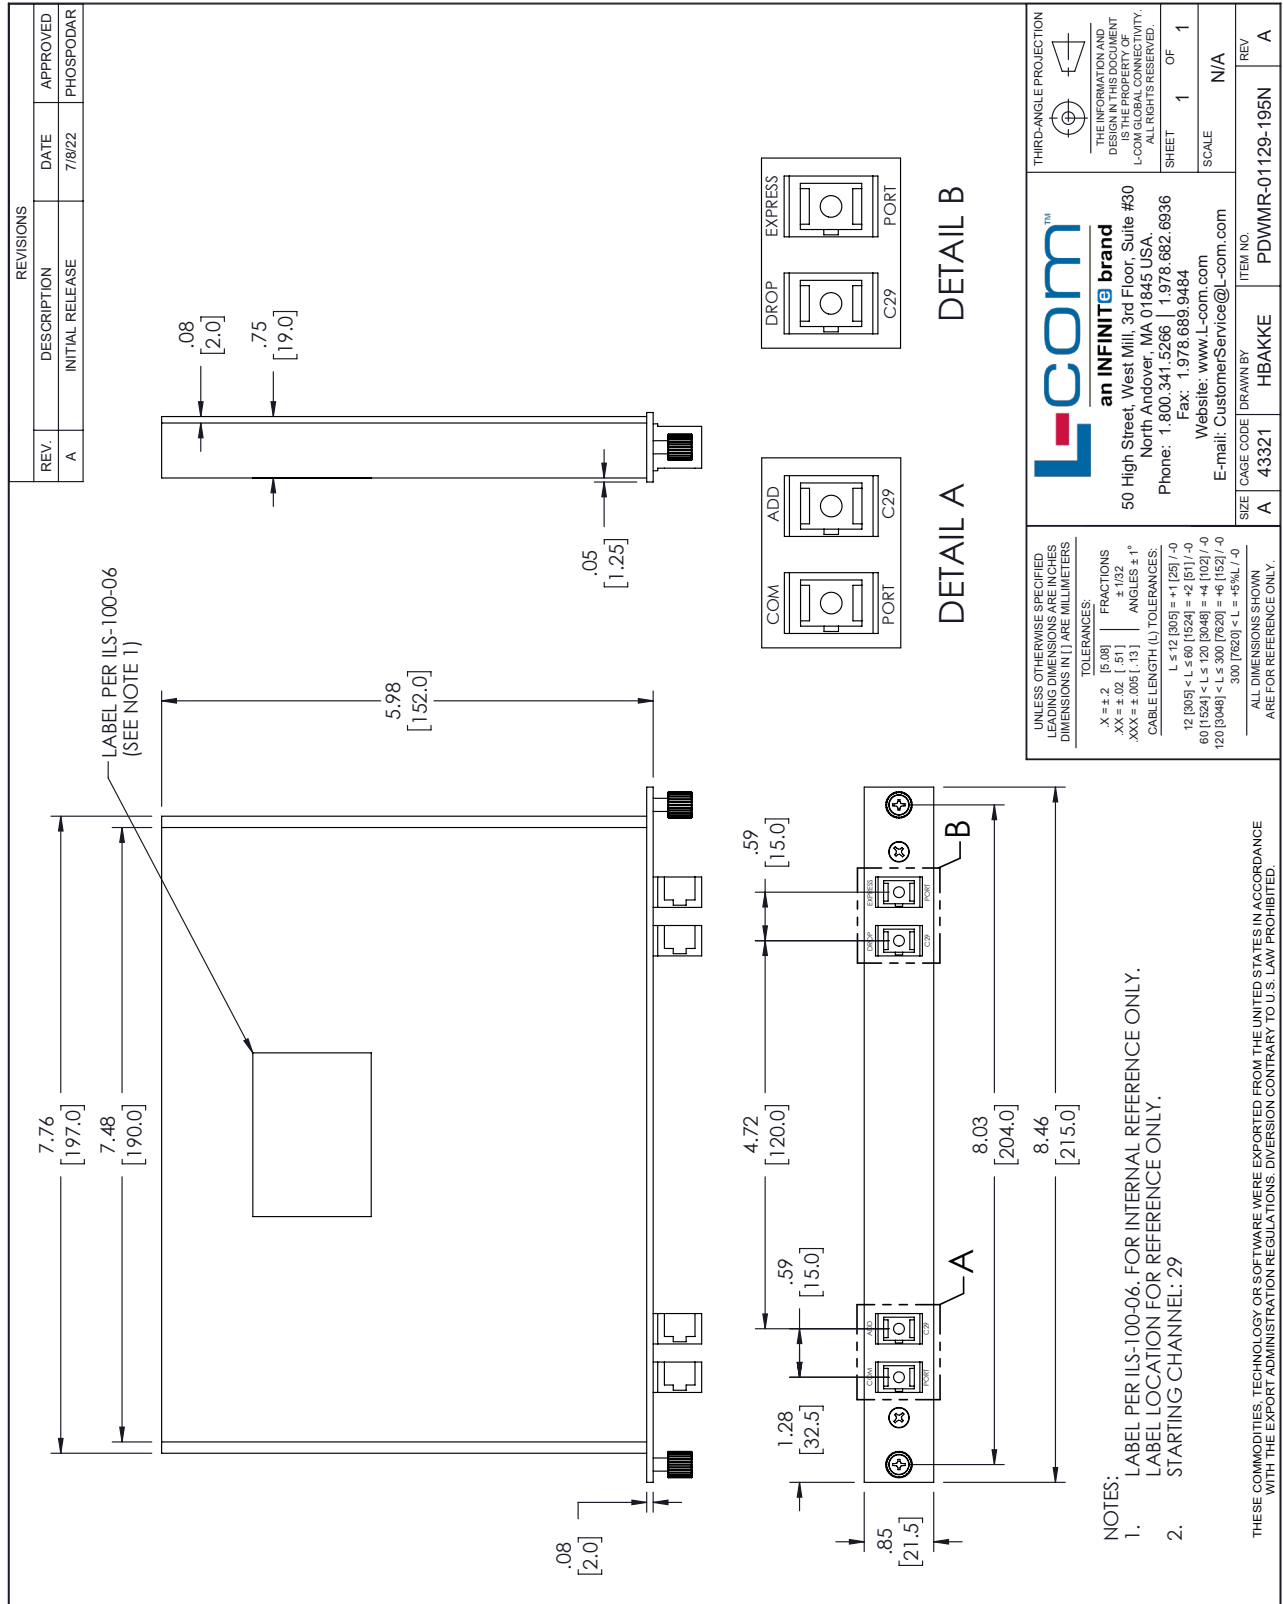 REVISIONS
REV. DESCRIPTION DATE APPROVED
A INITIAL RELEASE 7/8/22 PHOSPODAR
7.76
[197.0]
7.48
[190.0]
LABEL PER ILS-100-06
(SEE NOTE 1)
5.98
[152.0]
.08
[2.0]
.08
[2.0]
.75
[19.0]
.05
[1.25]
1.28
[32.5]
.59
[15.0]
4.72
[120.0]
.59
[15.0]
.85
[21.5]
COM ADD
PORT C29
DROP EXPRESS
C29 PORT
A
B
8.03
[204.0]
8.46
[215.0]
COM ADD
PORT C29
DETAIL A
DROP EXPRESS
C29 PORT
DETAIL B
NOTES:
1. LABEL PER ILS-100-06. FOR INTERNAL REFERENCE ONLY.
LABEL LOCATION FOR REFERENCE ONLY.
2. STARTING CHANNEL: 29
THESE COMMODITIES, TECHNOLOGY OR SOFTWARE WERE EXPORTED FROM THE UNITED STATES IN ACCORDANCE
WITH THE EXPORT ADMINISTRATION REGULATIONS. DIVERSION CONTRARY TO U.S. LAW PROHIBITED.
UNLESS OTHERWISE SPECIFIED
LEADING DIMENSIONS ARE INCHES
DIMENSIONS IN [ ] ARE MILLIMETERS
TOLERANCES:
.X = ± .2 [5.08] FRACTIONS
.XX = ± .02 [ .51 ] ± 1/32
.XXX = ± .005 [ .13 ] ANGLES ± 1°
CABLE LENGTH (L) TOLERANCES:
L ≤ 12 [305] = +1 [25] / -0
12 [305] < L ≤ 60 [1524] = +2 [51] / -0
60 [1524] < L ≤ 120 [3048] = +4 [102] / -0
120 [3048] < L ≤ 300 [7620] = +6 [152] / -0
300 [7620] < L = +5%L / -0
ALL DIMENSIONS SHOWN
ARE FOR REFERENCE ONLY.
L-com™
an INFINITe brand
50 High Street, West Mill, 3rd Floor, Suite #30
North Andover, MA 01845 USA.
Phone: 1.800.341.5266 | 1.978.682.6936
Fax: 1.978.689.9484
Website: www.L-com.com
E-mail: CustomerService@L-com.com
THIRD-ANGLE PROJECTION
THE INFORMATION AND
DESIGN IN THIS DOCUMENT
IS THE PROPERTY OF
L-COM GLOBAL CONNECTIVITY.
ALL RIGHTS RESERVED.
SHEET 1 OF 1
SCALE N/A
SIZE CAGE CODE DRAWN BY ITEM NO. REV
A 43321 HBAKKE PDWMR-01129-195N A